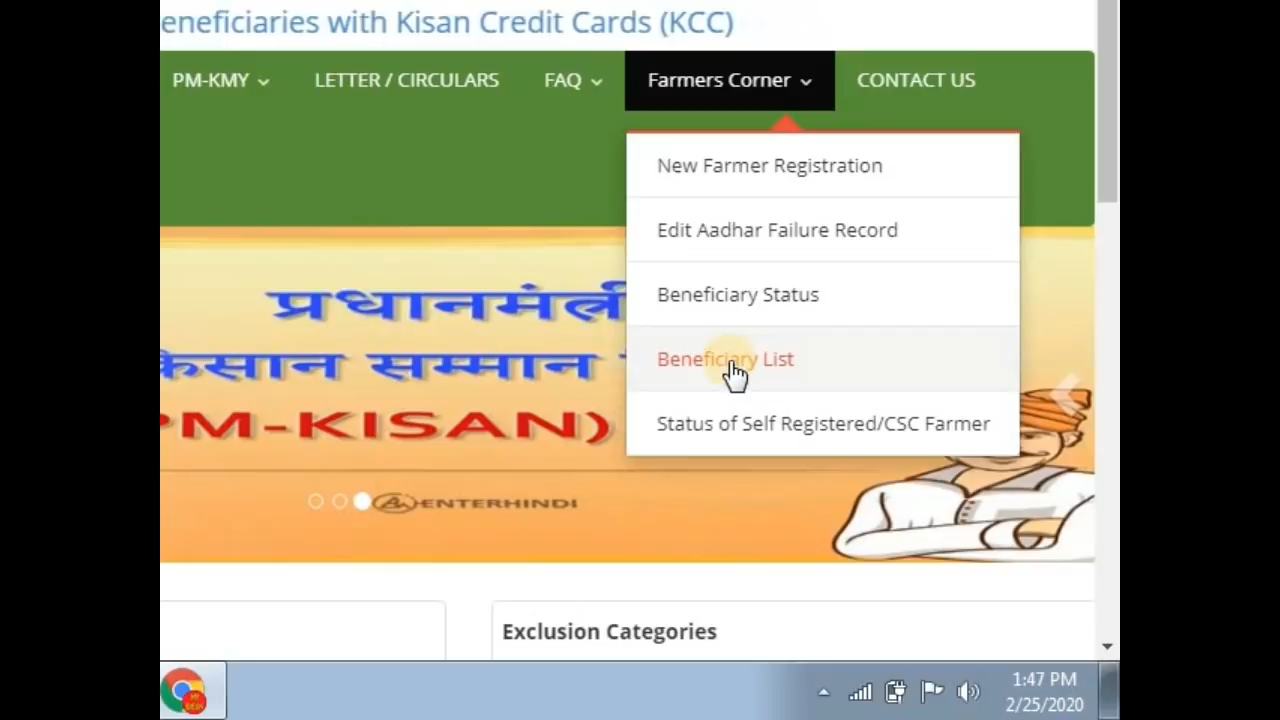 eneficiaries with Kisan Credit Cards (KCC)
PM-KMY LETTER / CIRCULARS FAQ Farmers Corner CONTACT US
New Farmer Registration
Edit Aadhar Failure Record
Beneficiary Status
Beneficiary List
Status of Self Registered/CSC Farmer
प्रधानमंत्री
किसान सम्मान
PM-KISAN)
ENTERHINDI
Exclusion Categories
1:47 PM
2/25/2020